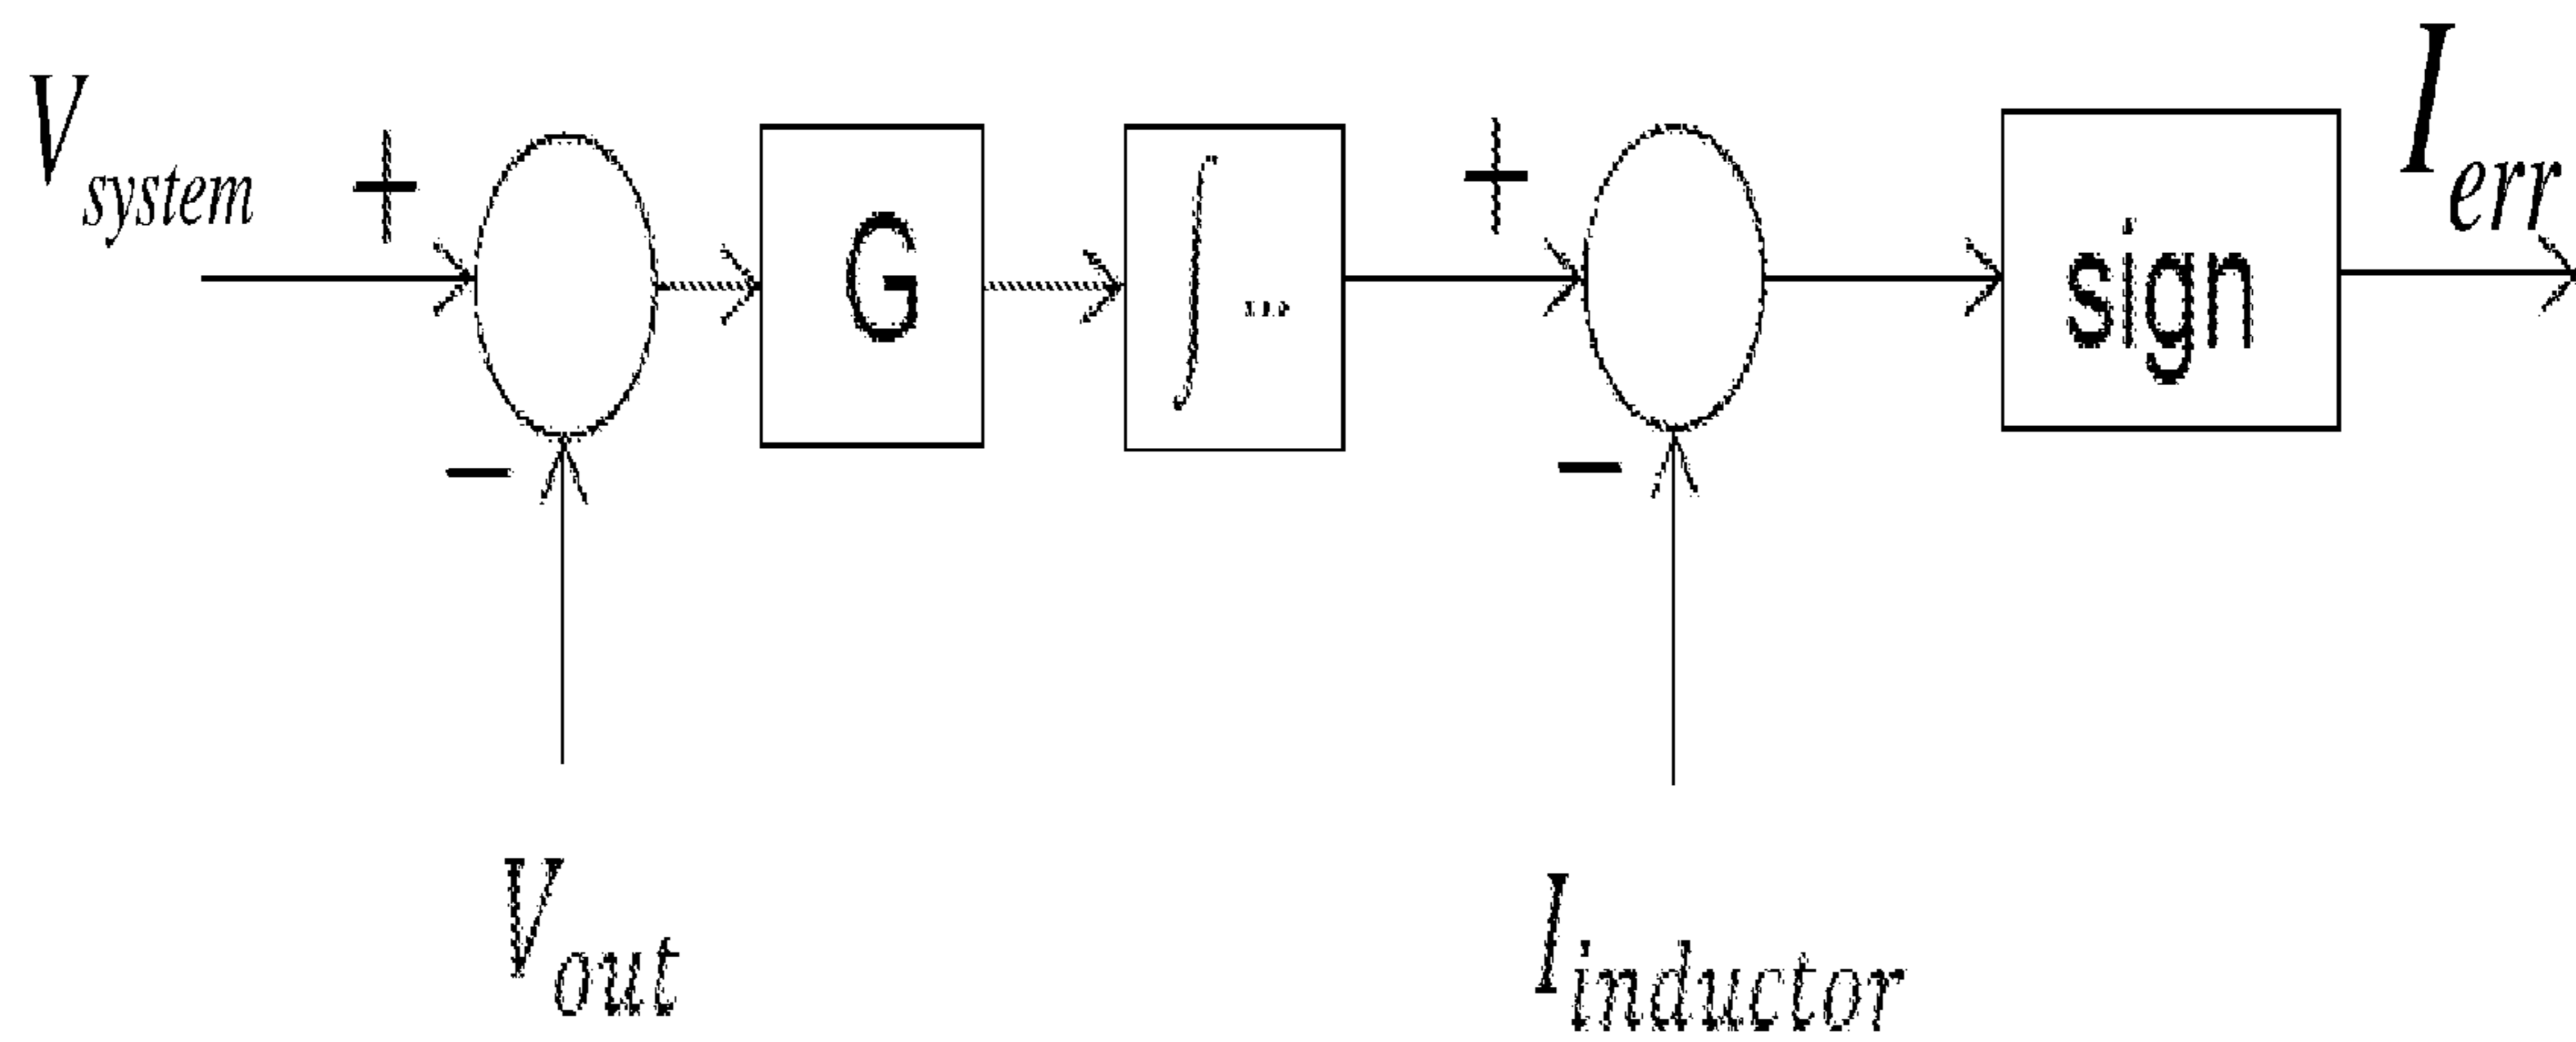 V_system
+
G
∫
+
sign
I_err
−
−
V_out
I_inductor